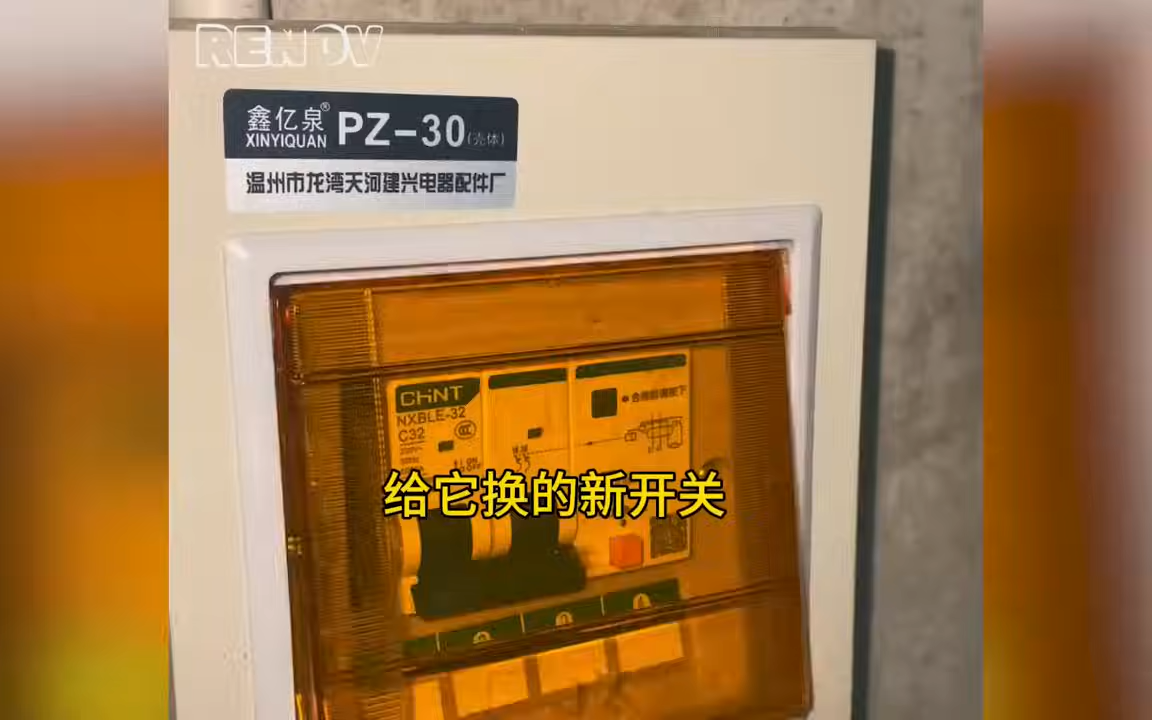 RENOV
鑫亿泉®
XINYIQUAN
PZ-30(壳体)
温州市龙湾天河建兴电器配件厂
CHNT
NXBLE-32
C32
给它换的新开关